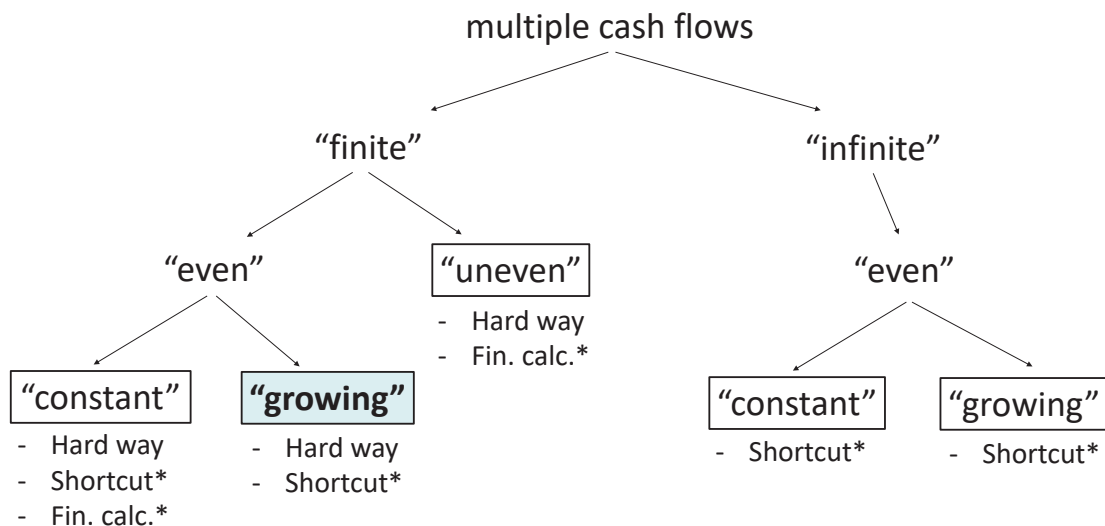 multiple cash flows
“finite”
“infinite”
“even”
“uneven”
- Hard way
- Fin. calc.*
“even”
“constant”
- Hard way
- Shortcut*
- Fin. calc.*
“growing”
- Hard way
- Shortcut*
“constant”
- Shortcut*
“growing”
- Shortcut*